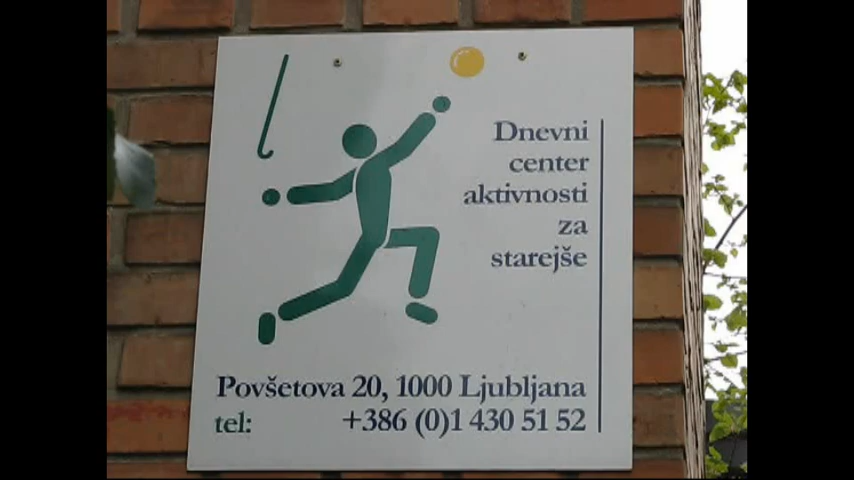 Dnevni
center
aktivnosti
za
starejše
Povšetova 20, 1000 Ljubljana
tel: +386 (0)1 430 51 52